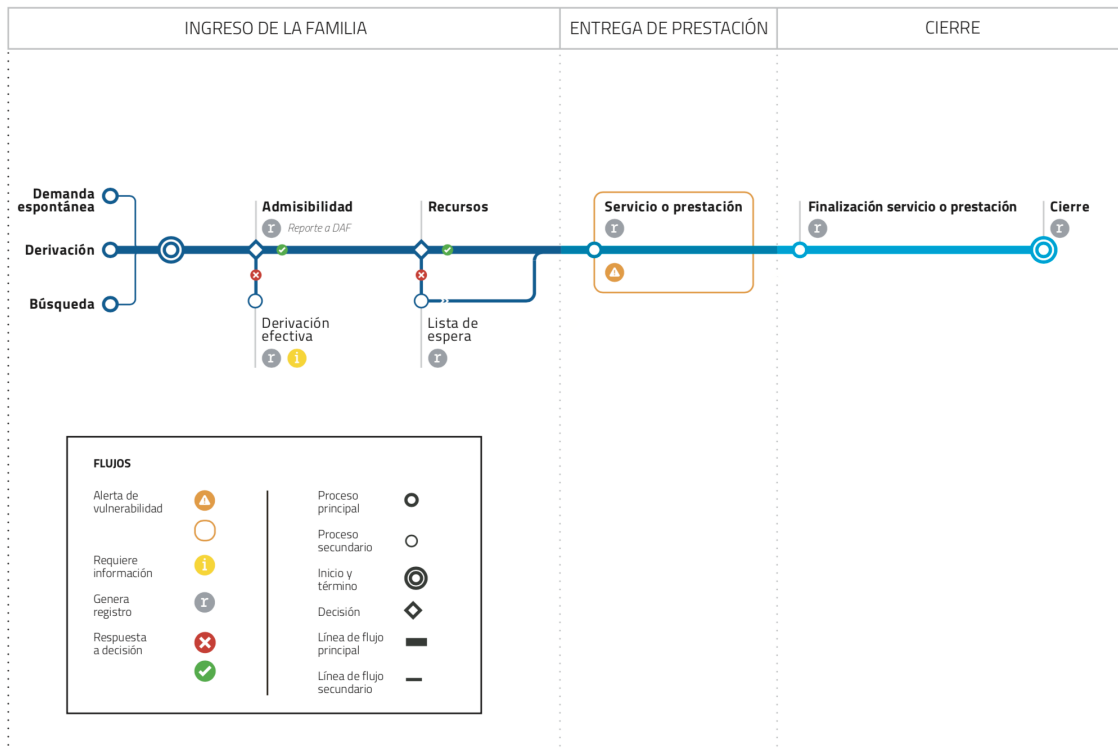 INGRESO DE LA FAMILIA
ENTREGA DE PRESTACIÓN
CIERRE
Demanda
espontánea
Derivación
Búsqueda
Admisibilidad
r Reporte a DAF
Recursos
Servicio o prestación
r
Finalización servicio o prestación
r
Cierre
r
Derivación
efectiva
r i
Lista de
espera
r
FLUJOS
Alerta de
vulnerabilidad
Requiere
información
i
Genera
registro
r
Respuesta
a decisión
Proceso
principal
Proceso
secundario
Inicio y
término
Decisión
Línea de flujo
principal
Línea de flujo
secundario